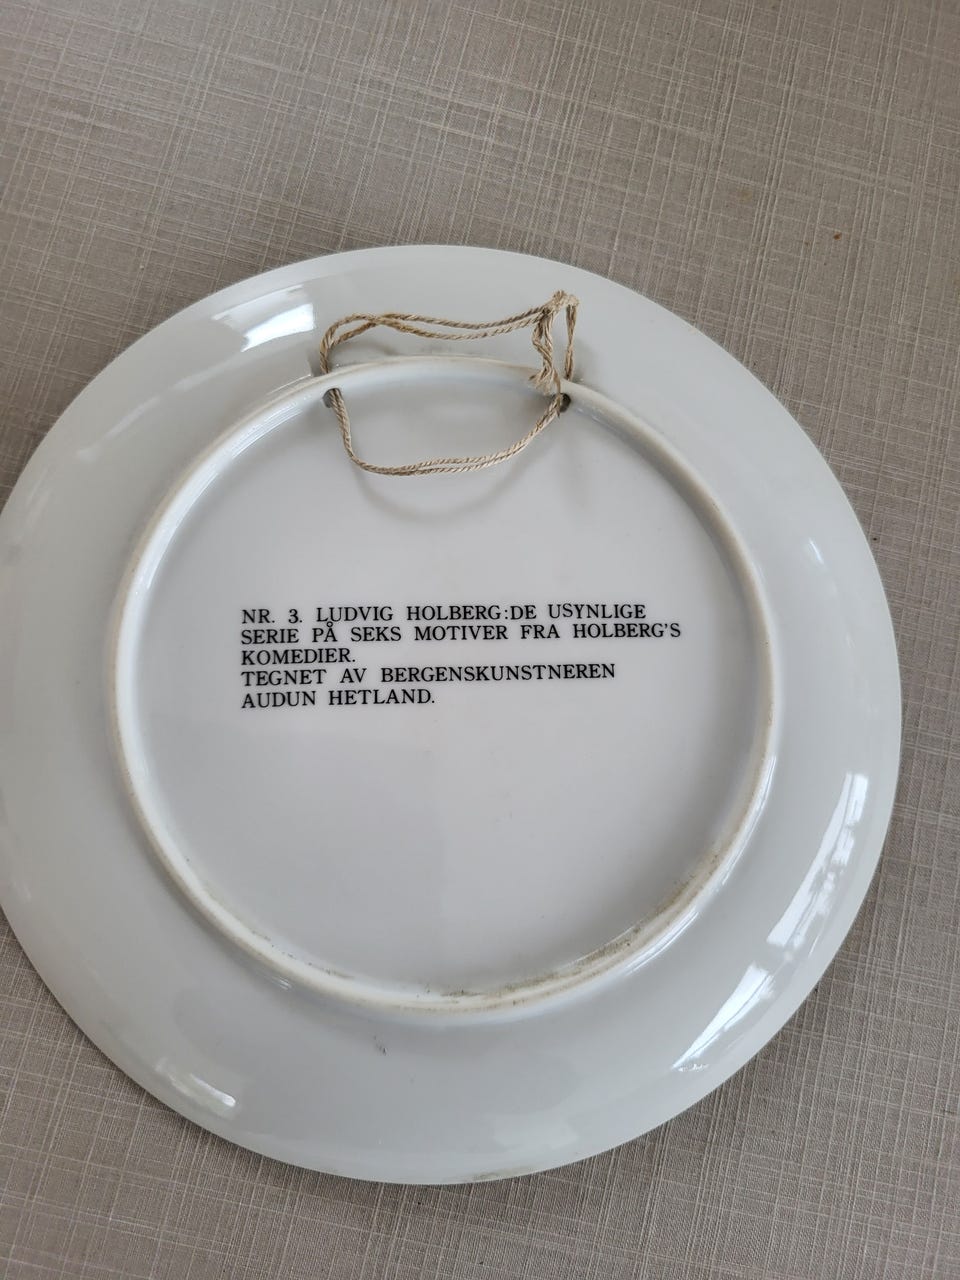 NR. 3. LUDVIG HOLBERG:DE USYNLIGE
SERIE PÅ SEKS MOTIVER FRA HOLBERG'S
KOMEDIER.
TEGNET AV BERGENSKUNSTNEREN
AUDUN HETLAND.